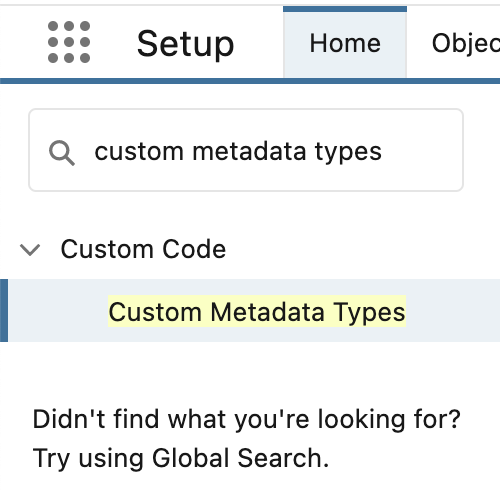 Setup
Home
Objec
custom metadata types
Custom Code
Custom Metadata Types
Didn't find what you're looking for?
Try using Global Search.